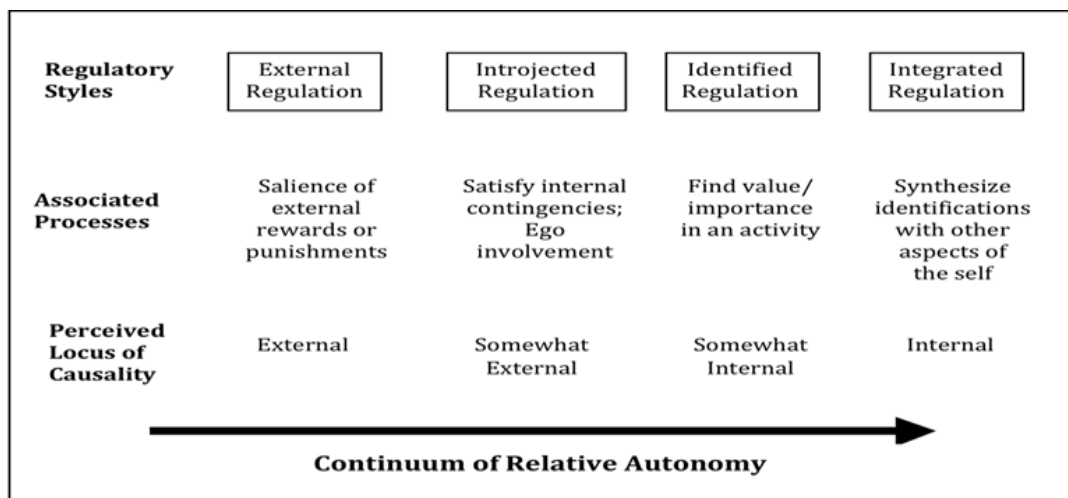 Regulatory
Styles
External
Regulation
Introjected
Regulation
Identified
Regulation
Integrated
Regulation
Associated
Processes
Salience of
external
rewards or
punishments
Satisfy internal
contingencies;
Ego
involvement
Find value/
importance
in an activity
Synthesize
identifications
with other
aspects of
the self
Perceived
Locus of
Causality
External
Somewhat
External
Somewhat
Internal
Internal
Continuum of Relative Autonomy